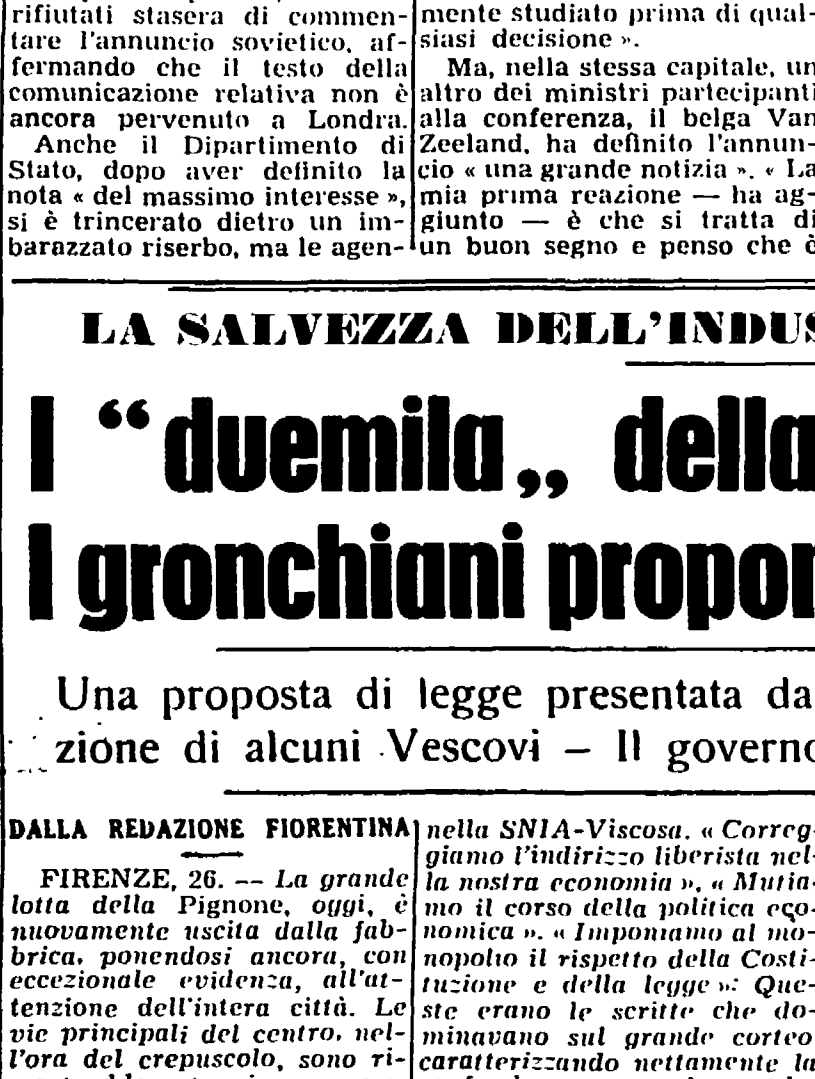 rifiutati stasera di commen-
tare l'annuncio sovietico, af-
fermando che il testo della
comunicazione relativa non è
ancora pervenuto a Londra.
Anche il Dipartimento di
Stato, dopo aver definito la
nota « del massimo interesse »,
si è trincerato dietro un im-
barazzato riserbo, ma le agen-
mente studiato prima di qual-
siasi decisione ».
Ma, nella stessa capitale, un
altro dei ministri partecipanti
alla conferenza, il belga Van
Zeeland, ha definito l'annun-
cio « una grande notizia ». « La
mia prima reazione — ha ag-
giunto — è che si tratta di
un buon segno e penso che è
LA SALVEZZA DELL'INDUS
I “duemila„ della
I gronchiani propon
Una proposta di legge presentata da
zione di alcuni Vescovi – Il governo
DALLA REDAZIONE FIORENTINA
FIRENZE, 26. — La grande
lotta della Pignone, oggi, è
nuovamente uscita dalla fab-
brica, ponendosi ancora, con
eccezionale evidenza, all'at-
tenzione dell'intera città. Le
vie principali del centro, nel-
l'ora del crepuscolo, sono ri-
nella SNIA-Viscosa. « Correg-
giamo l'indirizzo liberista nel-
la nostra economia ». « Mutia-
mo il corso della politica eco-
nomica ». « Imponiamo al mo-
nopolio il rispetto della Costi-
tuzione e della legge »: Que-
ste erano le scritte che do-
minavano sul grande corteo
caratterizzando nettamente la